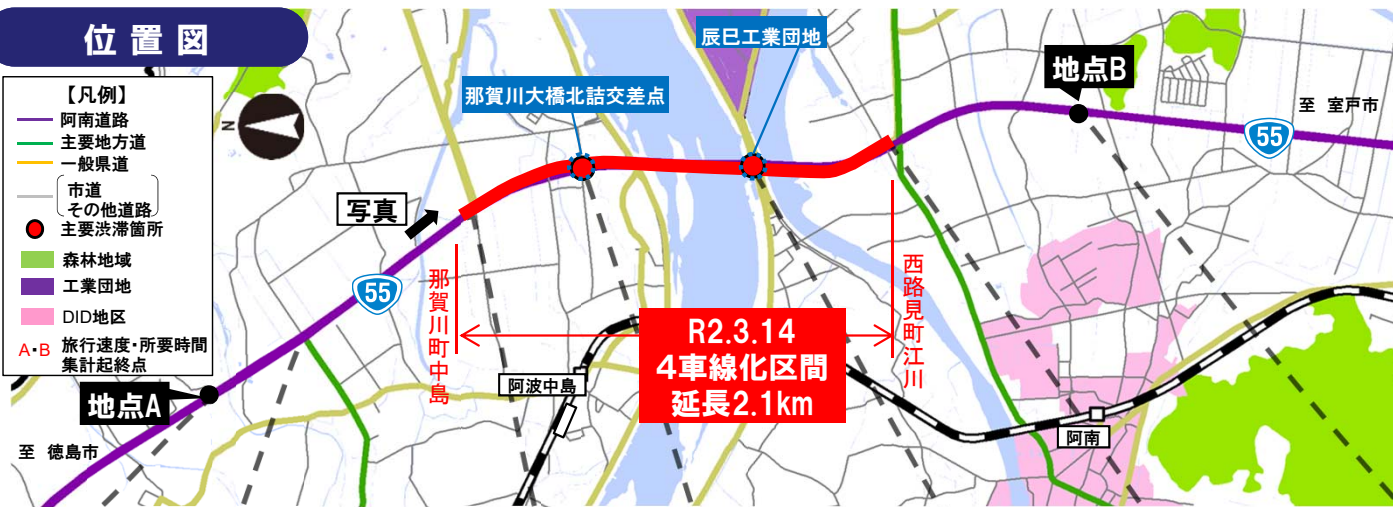 位置図
【凡例】
阿南道路
主要地方道
一般県道
市道
その他道路
主要渋滞箇所
森林地域
工業団地
DID地区
A・B 旅行速度・所要時間
集計起終点
N
写真
那賀川大橋北詰交差点
辰巳工業団地
地点B
至 室戸市
55
55
那賀川町中島
西路見町江川
R2.3.14
4車線化区間
延長2.1km
阿波中島
地点A
至 徳島市
阿南